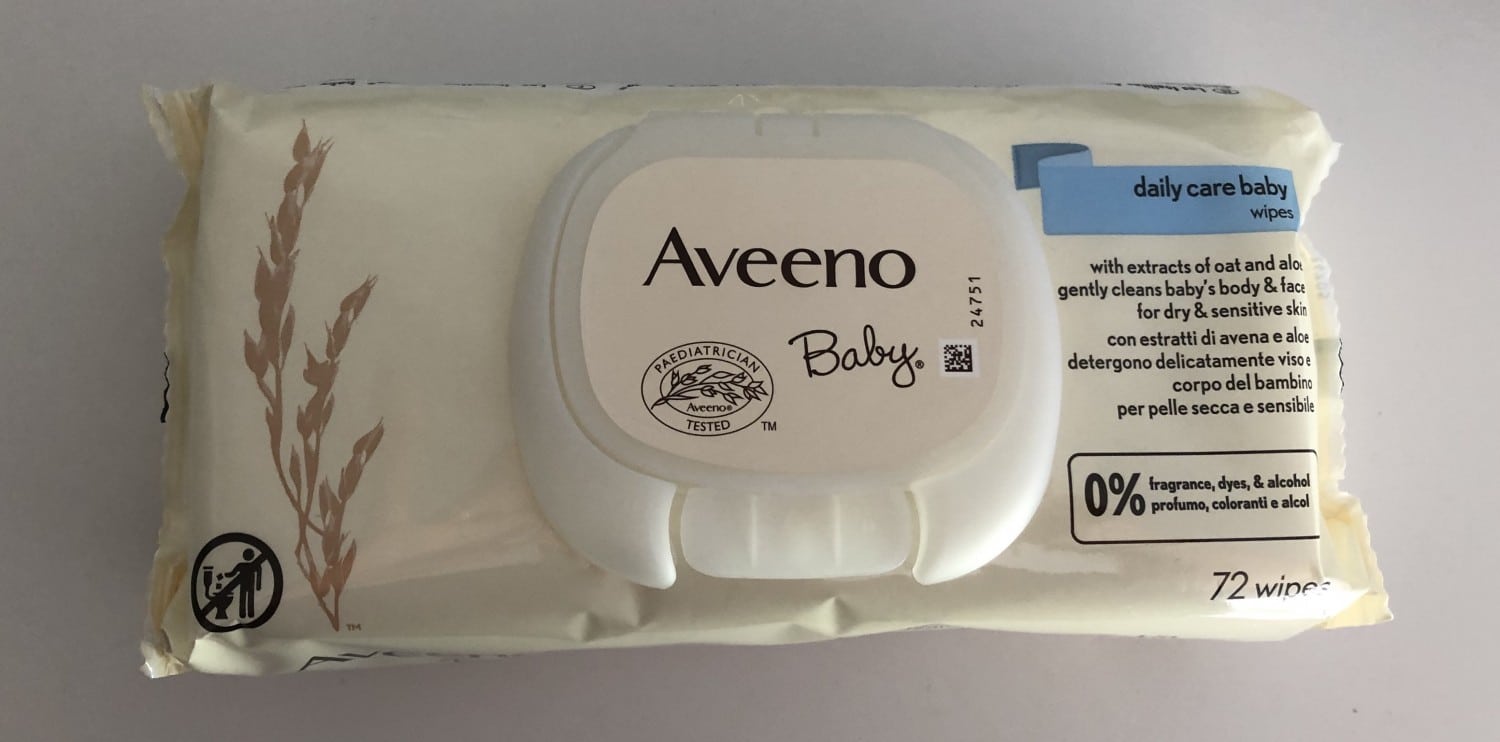 Aveeno
Baby®
24751
PAEDIATRICIAN
Aveeno®
TESTED
TM
daily care baby
wipes
with extracts of oat and aloe
gently cleans baby's body & face
for dry & sensitive skin
con estratti di avena e aloe
detergono delicatamente viso e
corpo del bambino
per pelle secca e sensibile
0%
fragrance, dyes, & alcohol
profumo, coloranti e alcol
72 wipes
TM